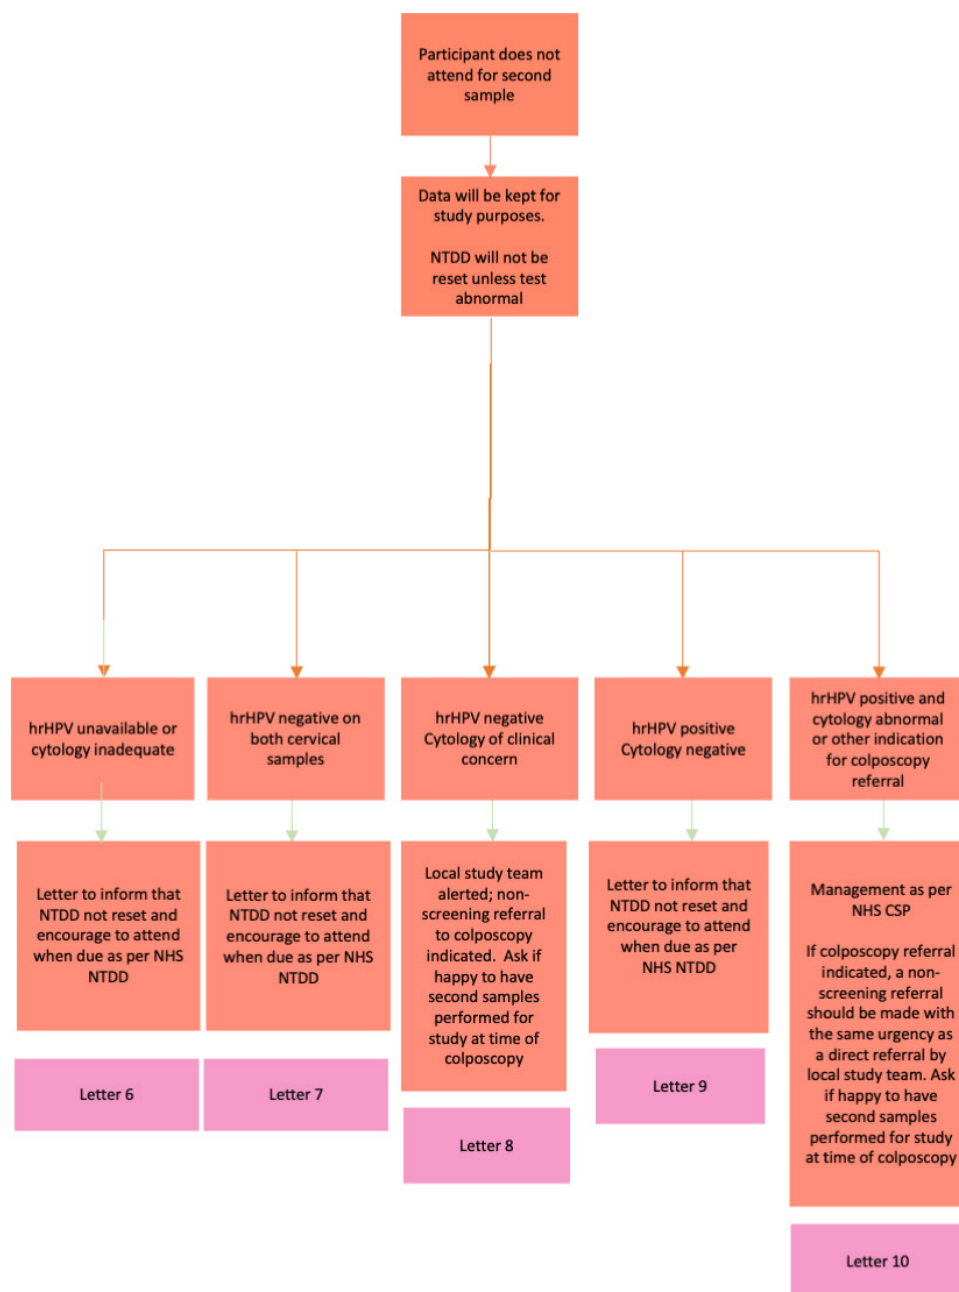 Participant does not
attend for second
sample
Data will be kept for
study purposes.
NTDD will not be
reset unless test
abnormal
hrHPV unavailable or
cytology inadequate
hrHPV negative on
both cervical
samples
hrHPV negative
Cytology of clinical
concern
hrHPV positive
Cytology negative
hrHPV positive and
cytology abnormal
or other indication
for colposcopy
referral
Letter to inform that
NTDD not reset and
encourage to attend
when due as per NHS
NTDD
Letter to inform that
NTDD not reset and
encourage to attend
when due as per NHS
NTDD
Local study team
alerted; non-
screening referral
to colposcopy
indicated. Ask if
happy to have
second samples
performed for
study at time of
colposcopy
Letter to inform that
NTDD not reset and
encourage to attend
when due as per
NHS NTDD
Management as per
NHS CSP
If colposcopy referral
indicated, a non-
screening referral
should be made with
the same urgency as
a direct referral by
local study team. Ask
if happy to have
second samples
performed for study
at time of colposcopy
Letter 6
Letter 7
Letter 8
Letter 9
Letter 10